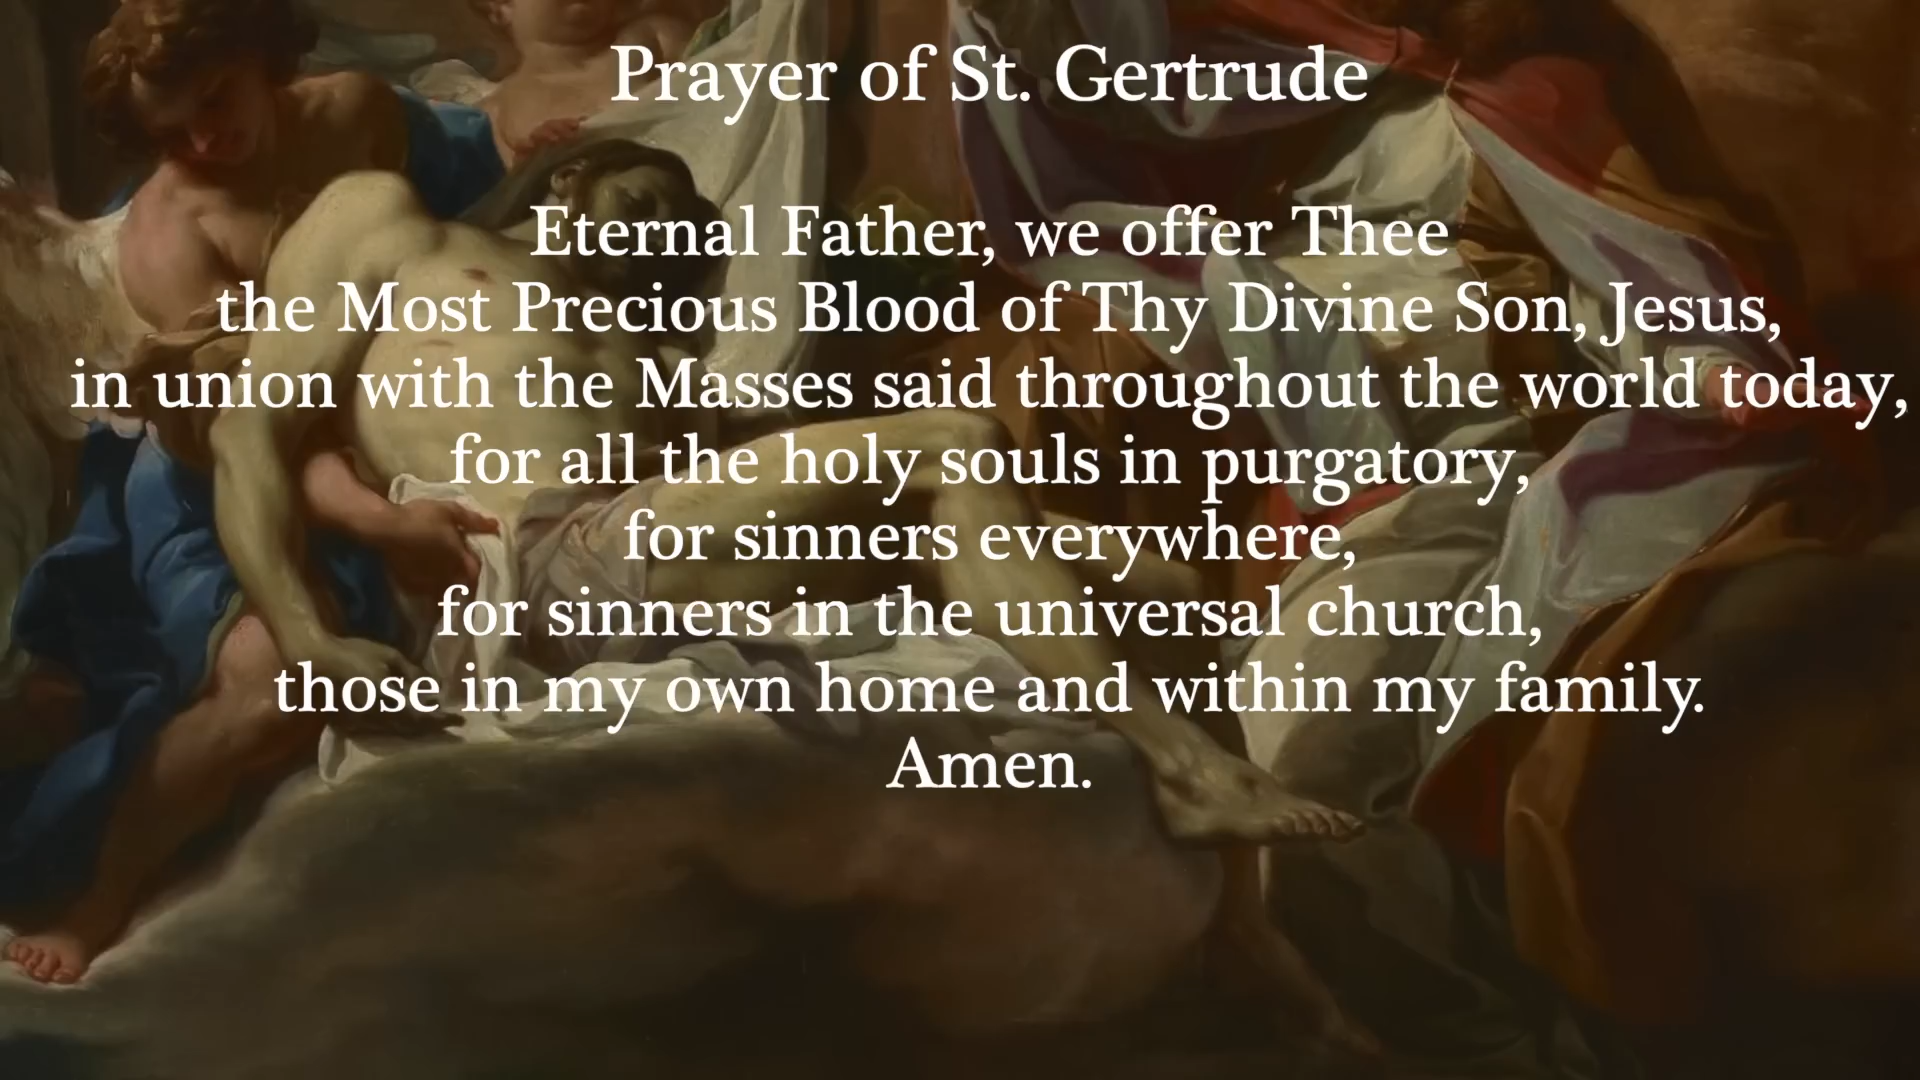 Prayer of St. Gertrude
Eternal Father, we offer Thee
the Most Precious Blood of Thy Divine Son, Jesus,
in union with the Masses said throughout the world today,
for all the holy souls in purgatory,
for sinners everywhere,
for sinners in the universal church,
those in my own home and within my family.
Amen.